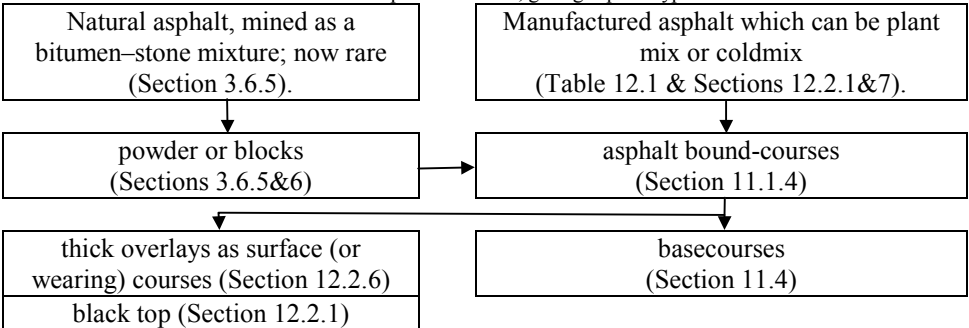 Natural asphalt, mined as a
bitumen–stone mixture; now rare
(Section 3.6.5).
Manufactured asphalt which can be plant
mix or coldmix
(Table 12.1 & Sections 12.2.1&7).
powder or blocks
(Sections 3.6.5&6)
asphalt bound-courses
(Section 11.1.4)
thick overlays as surface (or
wearing) courses (Section 12.2.6)
black top (Section 12.2.1)
basecourses
(Section 11.4)